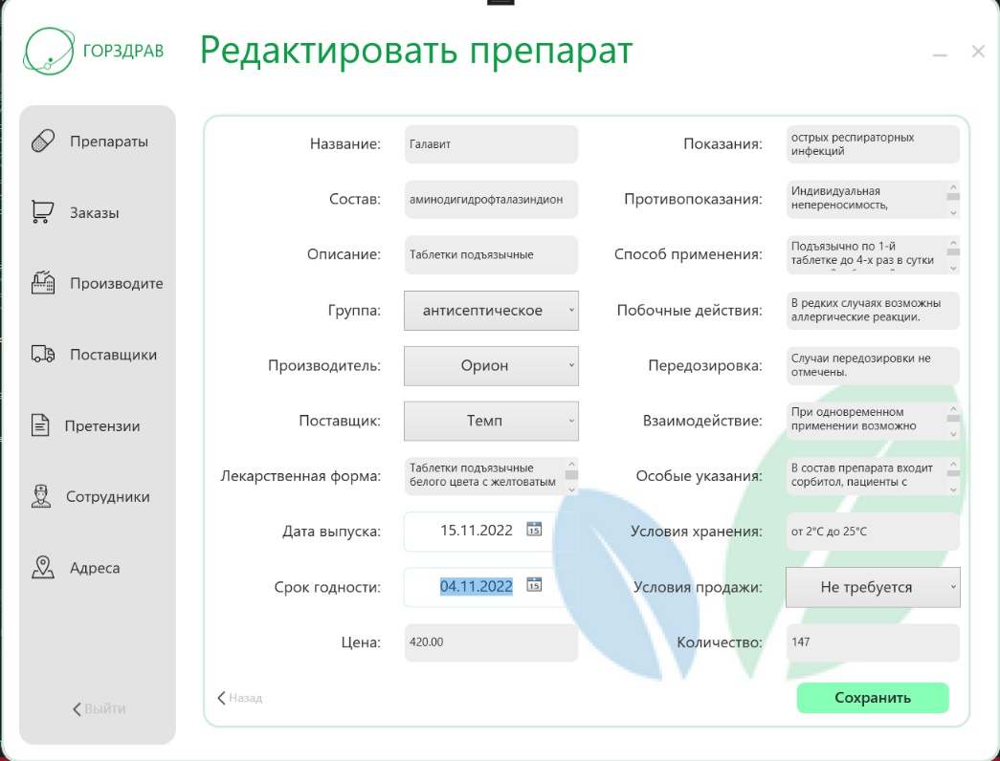 ГОРЗДРАВ
Редактировать препарат
Препараты
Заказы
Производите
Поставщики
Претензии
Сотрудники
Адреса
Выйти
Название:
Галавит
Состав:
аминодигидрофталазиндион
Описание:
Таблетки подъязычные
Группа:
антисептическое
Производитель:
Орион
Поставщик:
Темп
Лекарственная форма:
Таблетки подъязычные
белого цвета с желтоватым
Дата выпуска:
15.11.2022
15
Срок годности:
04.11.2022
15
Цена:
420.00
Показания:
острых респираторных
инфекций
Противопоказания:
Индивидуальная
непереносимость,
Способ применения:
Подъязычно по 1-й
таблетке до 4-х раз в сутки
Побочные действия:
В редких случаях возможны
аллергические реакции.
Передозировка:
Случаи передозировки не
отмечены.
Взаимодействие:
При одновременном
применении возможно
Особые указания:
В состав препарата входит
сорбитол, пациенты с
Условия хранения:
от 2°С до 25°С
Условия продажи:
Не требуется
Количество:
147
Назад
Сохранить